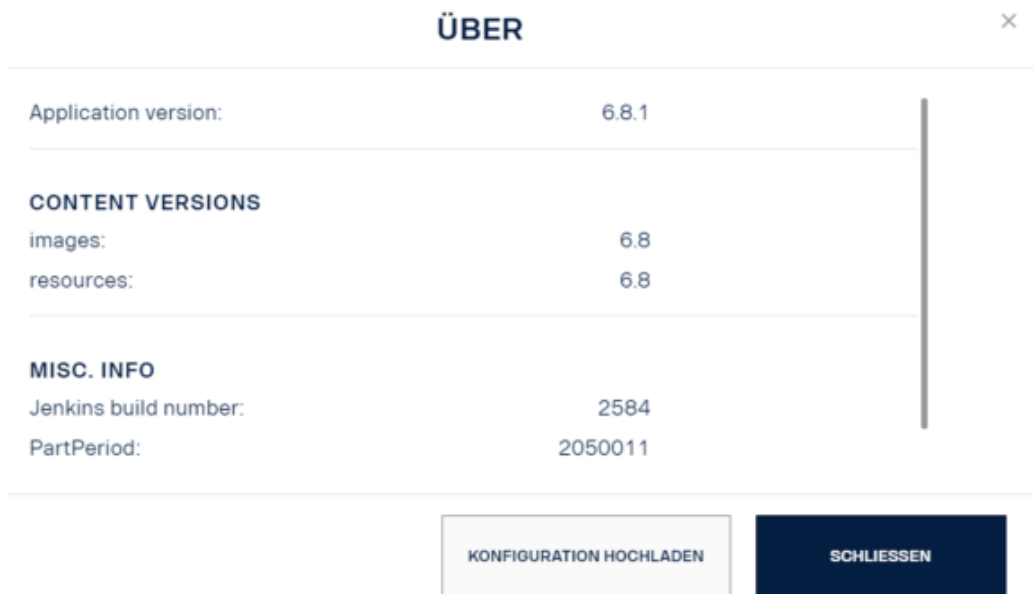 ÜBER
Application version: 6.8.1
CONTENT VERSIONS
images: 6.8
resources: 6.8
MISC. INFO
Jenkins build number: 2584
PartPeriod: 2050011
KONFIGURATION HOCHLADEN
SCHLIESSEN